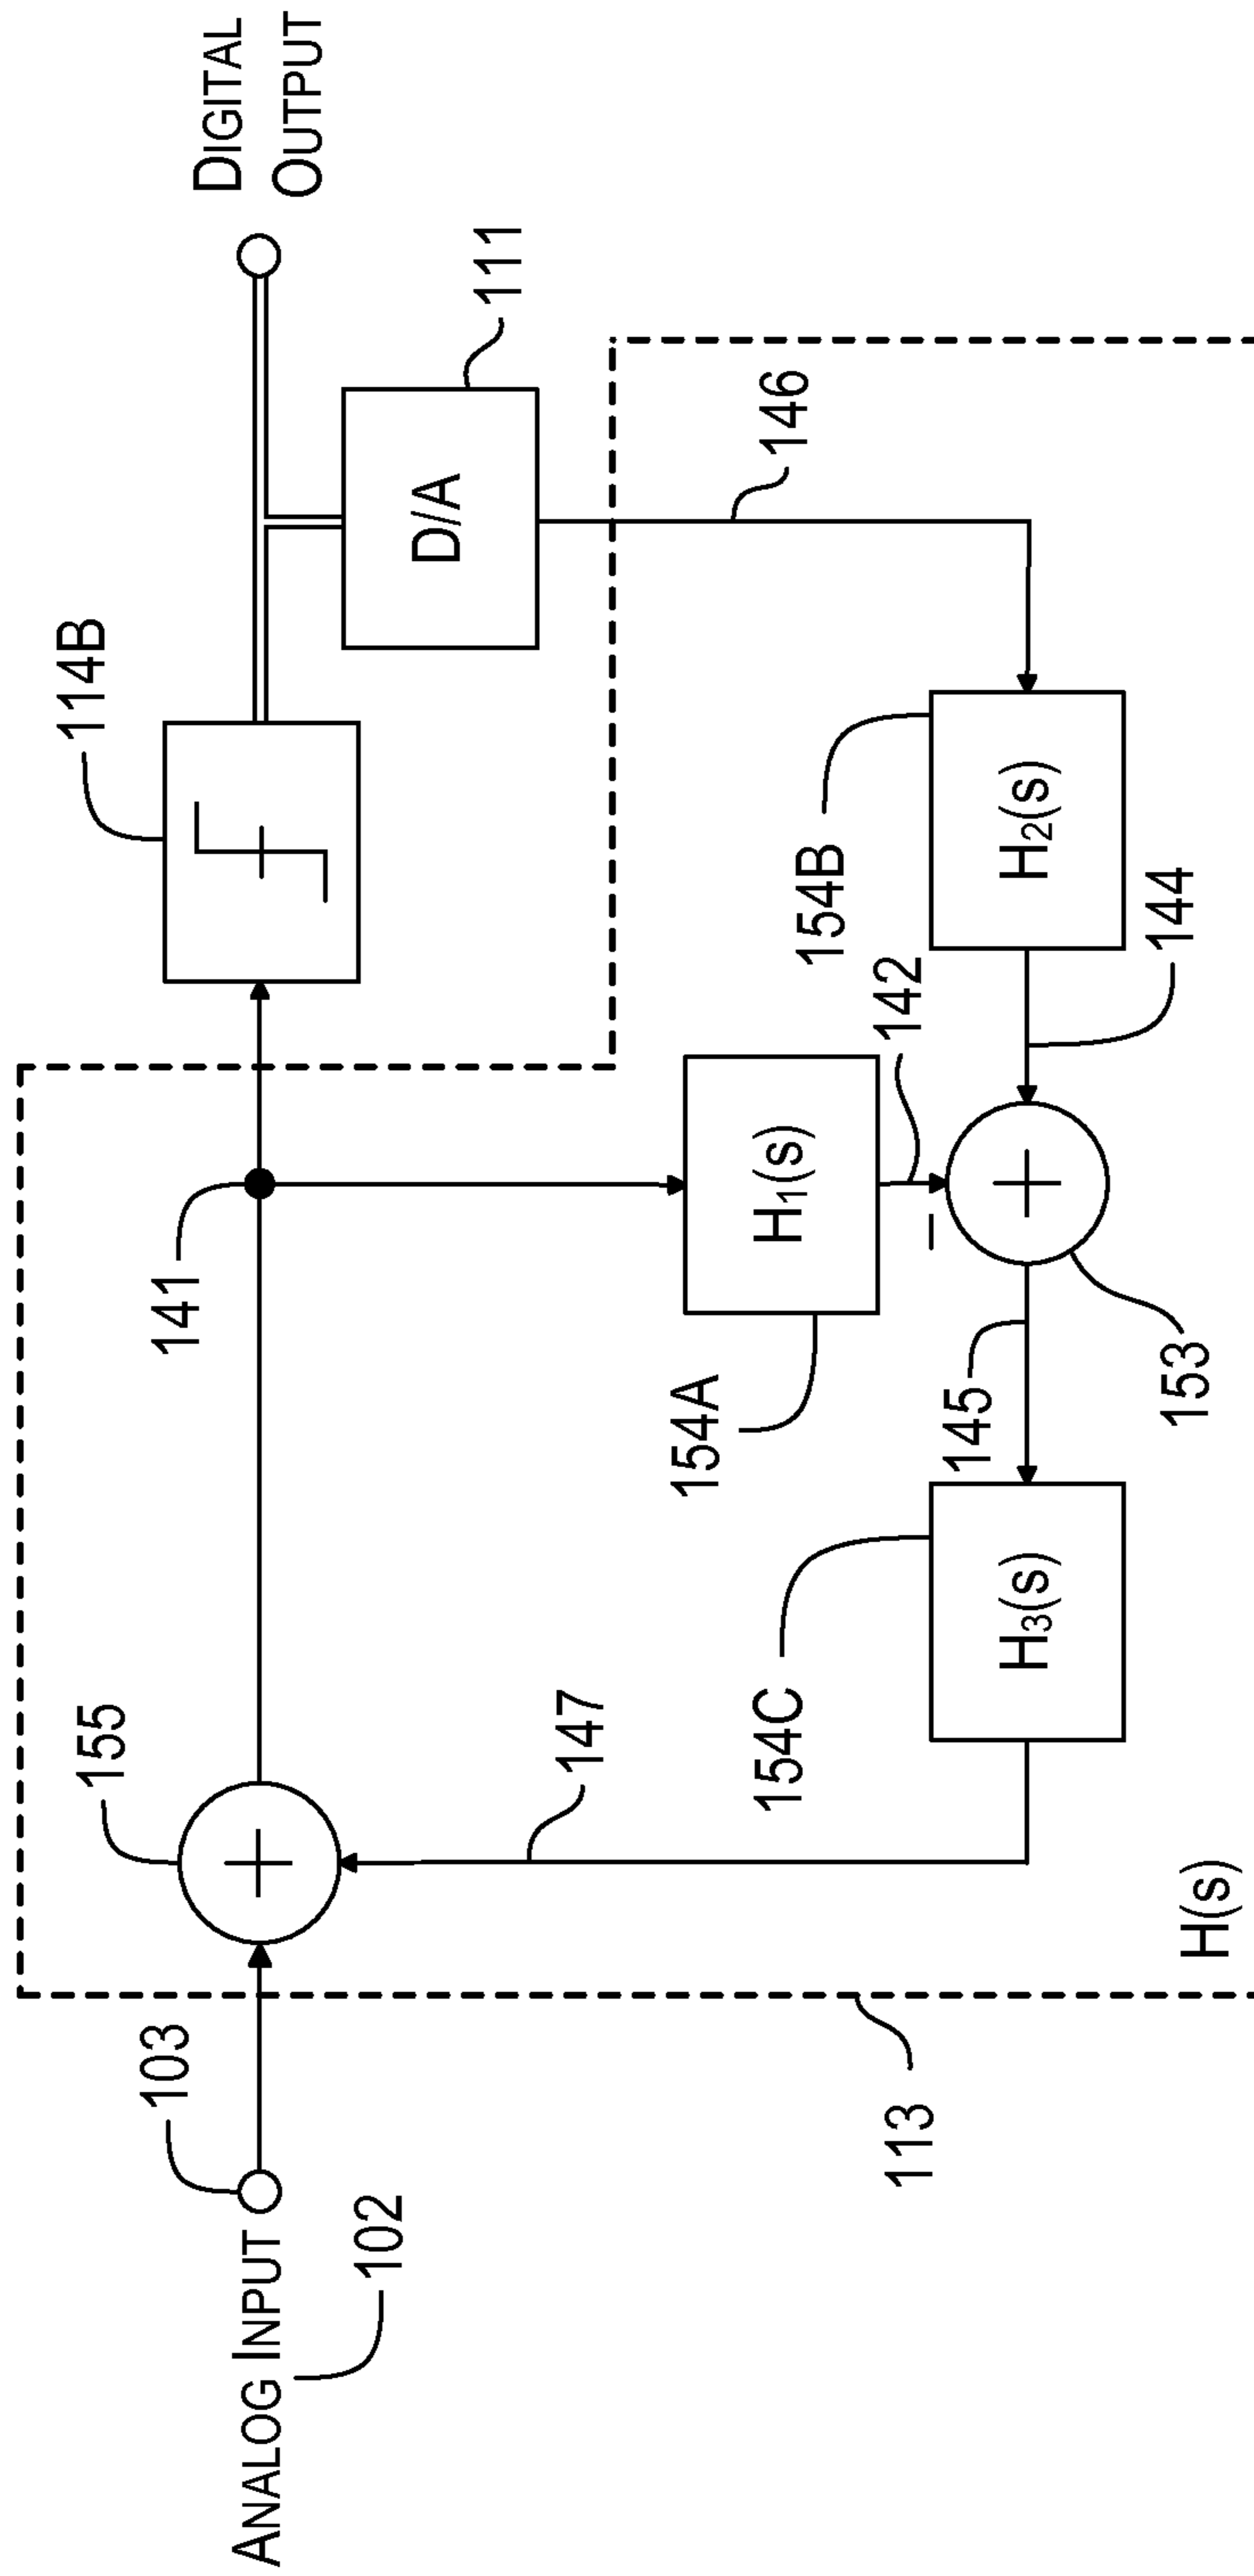 ANALOG INPUT
102
103
155
141
114B
DIGITAL
OUTPUT
D/A
111
146
147
154A
H₁(s)
142
154B
H₂(s)
144
154C
H₃(s)
145
153
113
H(s)
+
+
−